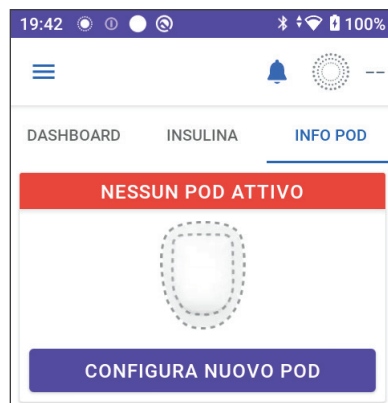 19:42 100%
--
DASHBOARD INSULINA INFO POD
NESSUN POD ATTIVO
CONFIGURA NUOVO POD